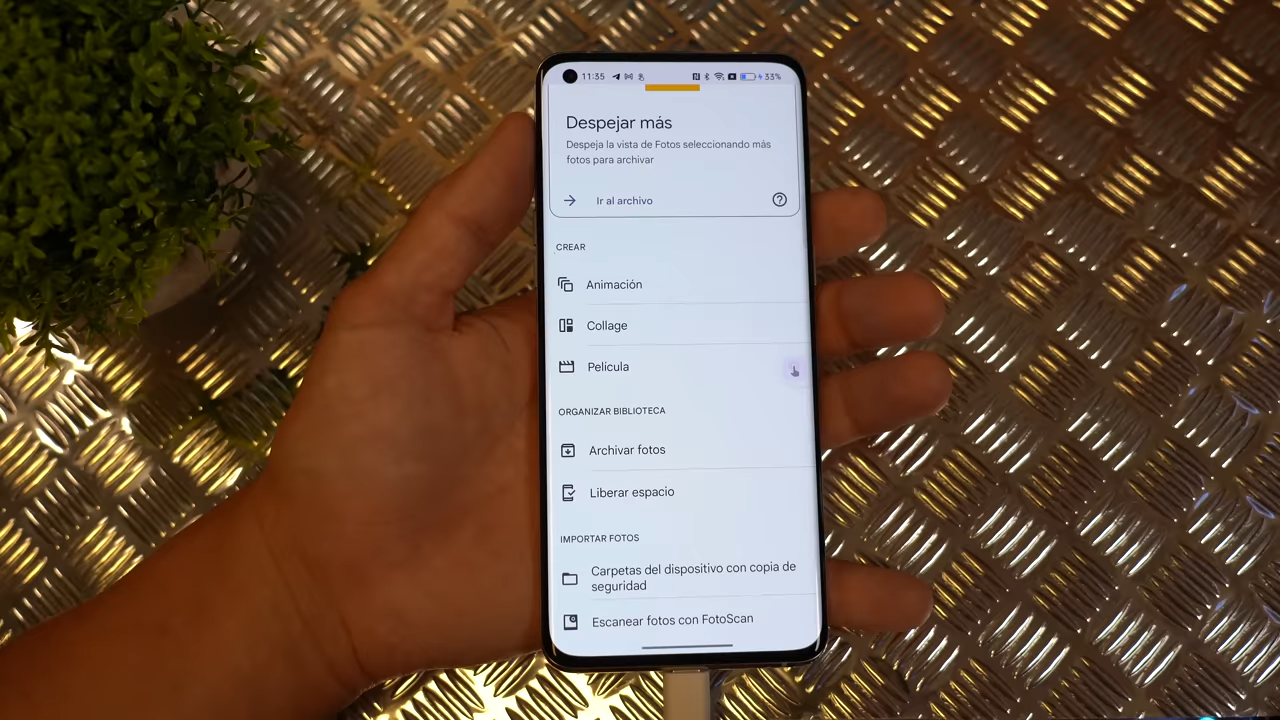 11:35 33%
Despejar más
Despeja la vista de Fotos seleccionando más
fotos para archivar
Ir al archivo
CREAR
Animación
Collage
Película
ORGANIZAR BIBLIOTECA
Archivar fotos
Liberar espacio
IMPORTAR FOTOS
Carpetas del dispositivo con copia de
seguridad
Escanear fotos con FotoScan